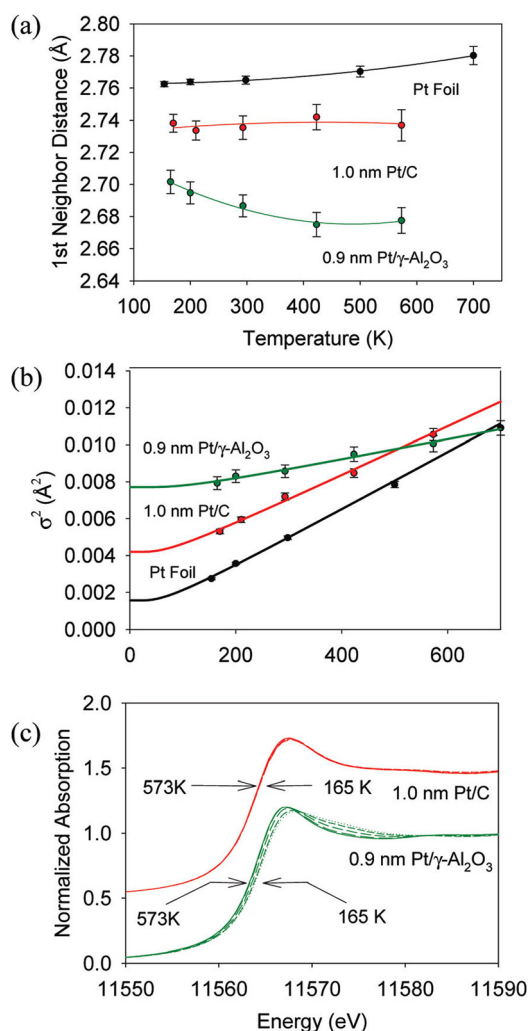 (a)
2.80
2.78
2.76
2.74
2.72
2.70
2.68
2.66
2.64
1st Neighbor Distance (Å)
Pt Foil
1.0 nm Pt/C
0.9 nm Pt/γ-Al₂O₃
100 200 300 400 500 600 700
Temperature (K)
(b)
0.014
0.012
0.010
0.008
0.006
0.004
0.002
0.000
σ² (Å²)
0.9 nm Pt/γ-Al₂O₃
1.0 nm Pt/C
Pt Foil
0 200 400 600
(c)
2.0
1.5
1.0
0.5
0.0
Normalized Absorption
573K 165 K
1.0 nm Pt/C
0.9 nm Pt/γ-Al₂O₃
573K 165 K
11550 11560 11570 11580 11590
Energy (eV)